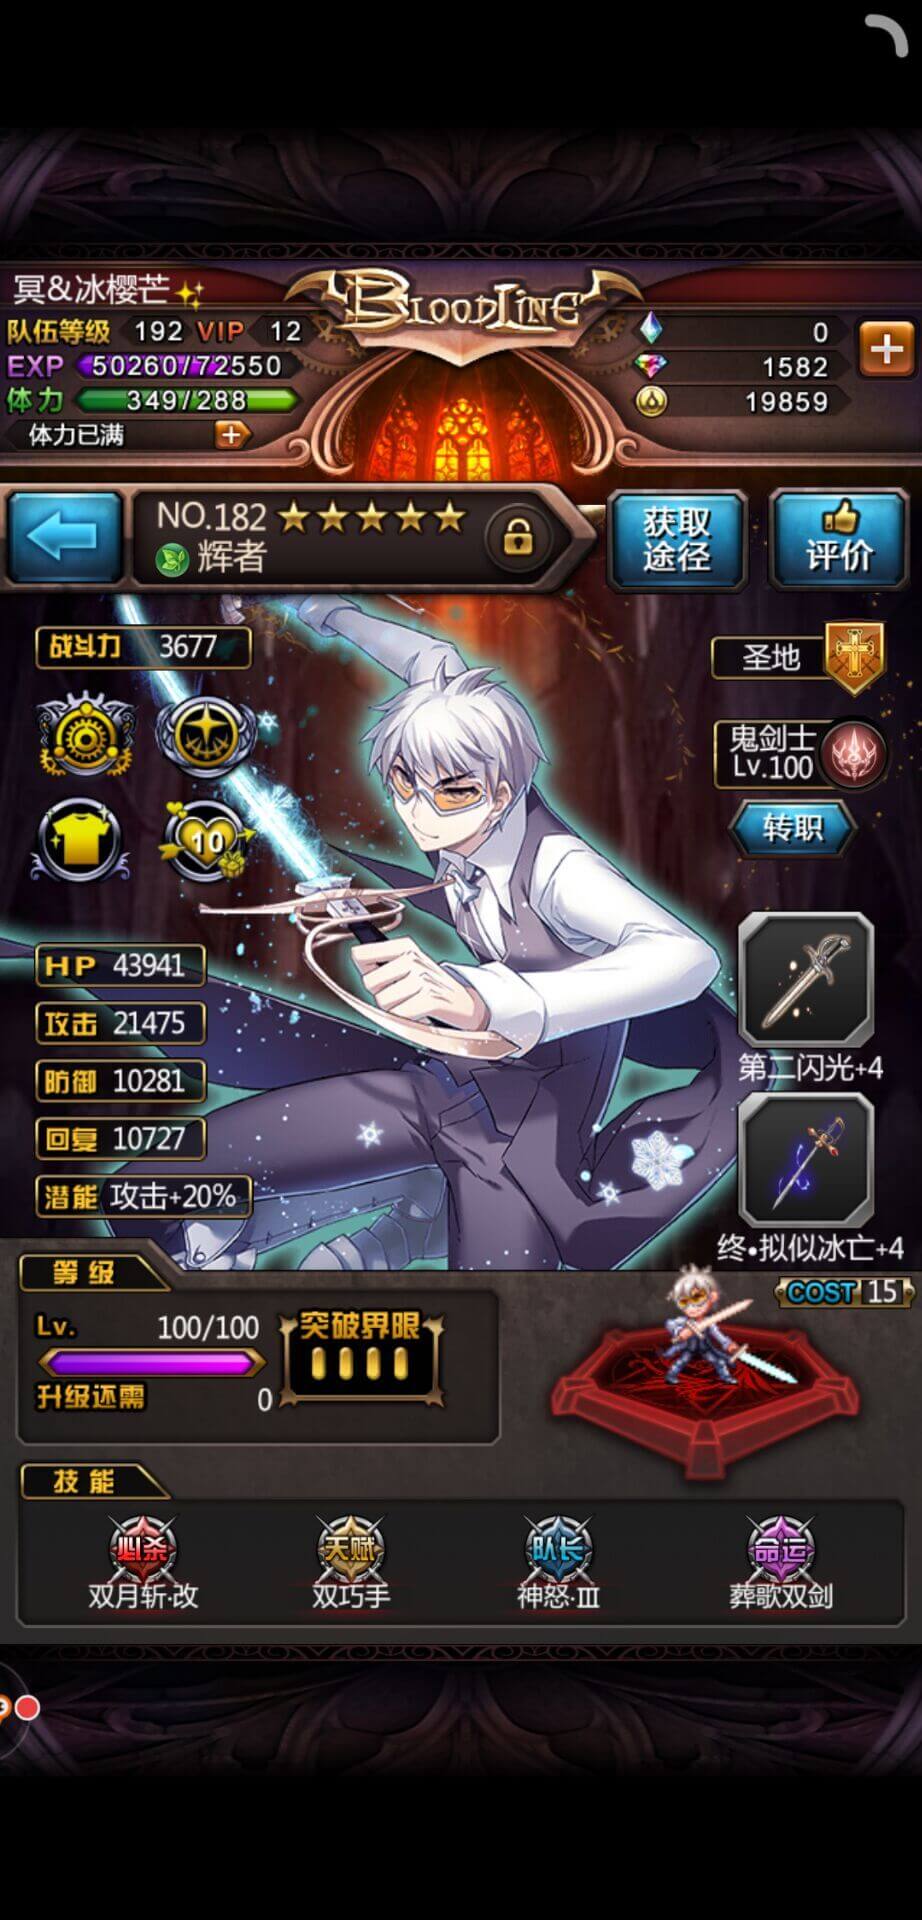 冥&冰樱芒
BLOODLINE
队伍等级 192 VIP 12
0
EXP 50260/72550
1582
体力 349/288
19859
体力已满
NO.182
辉者
获取
途径
评价
战斗力 3677
圣地
鬼剑士
Lv.100
转职
10
HP 43941
攻击 21475
防御 10281
回复 10727
潜能 攻击+20%
第二闪光+4
终•拟似冰亡+4
等级
COST 15
Lv. 100/100
突破界限
升级还需 0
技能
必杀 天赋 队长 命运
双月斩·改 双巧手 神怒·Ⅲ 葬歌双剑